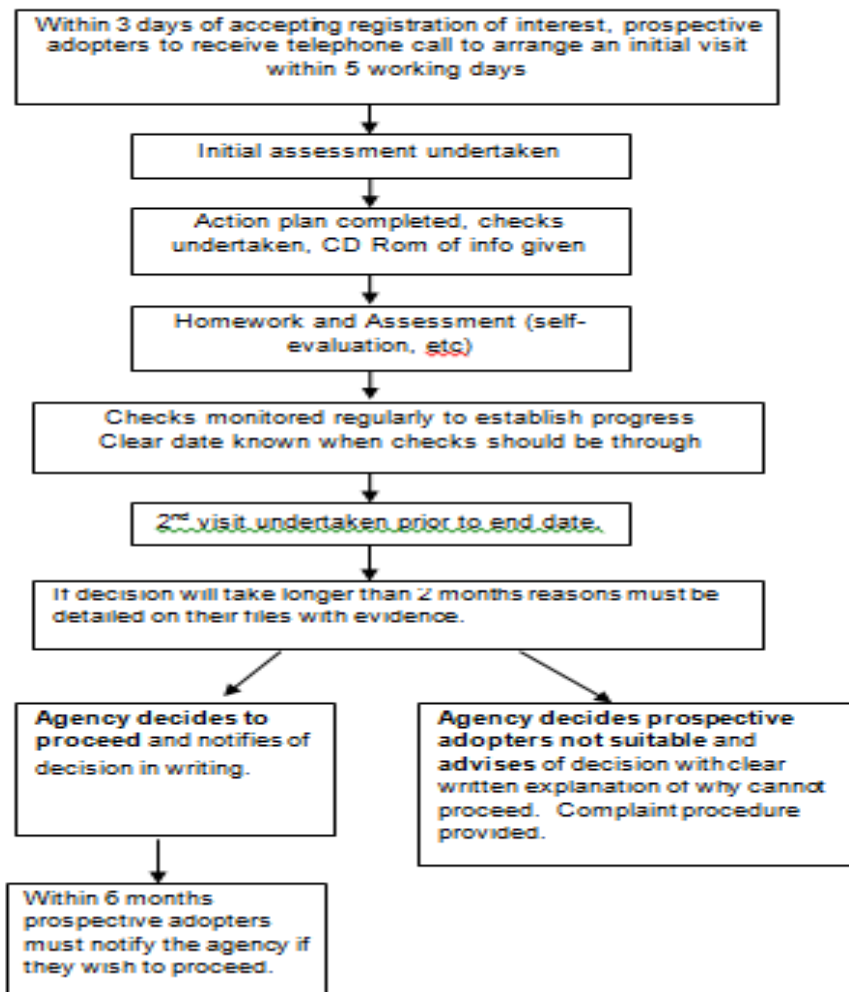 Within 3 days of accepting registration of interest, prospective
adopters to receive telephone call to arrange an initial visit
within 5 working days
Initial assessment undertaken
Action plan completed, checks
undertaken, CD Rom of info given
Homework and Assessment (self-
evaluation, etc)
Checks monitored regularly to establish progress
Clear date known when checks should be through
2nd visit undertaken prior to end date.
If decision will take longer than 2 months reasons must be
detailed on their files with evidence.
Agency decides to
proceed and notifies of
decision in writing.
Agency decides prospective
adopters not suitable and
advises of decision with clear
written explanation of why cannot
proceed. Complaint procedure
provided.
Within 6 months
prospective adopters
must notify the agency if
they wish to proceed.